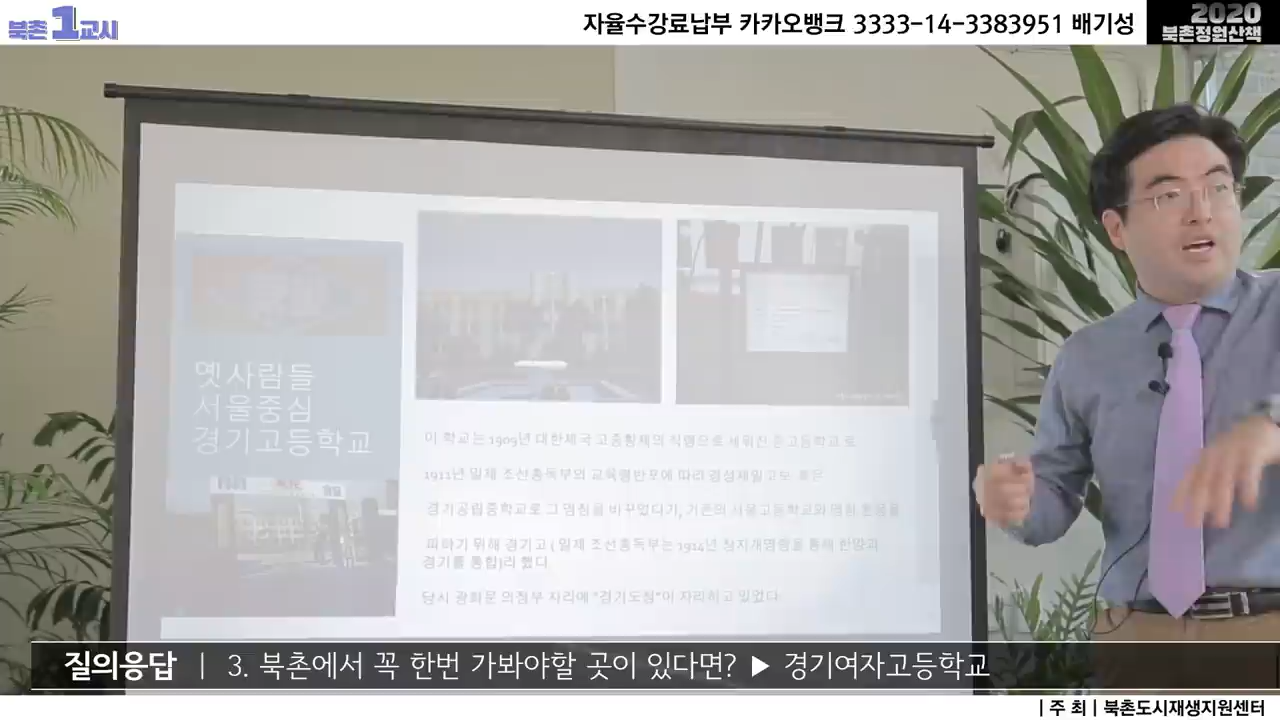 북촌1교시
자율수강료납부 카카오뱅크 3333-14-3383951 배기성
2020
북촌정원산책
옛사람들
서울중심
경기고등학교
이 학교는 1909년 대한제국 고종황제의 칙령으로 세워진 관고등학교로
1911년 일제 조선총독부의 교육령반포에 따라 경성제일고보 혹은
경기공립중학교로 그 명칭을 바꾸었다가, 기존의 서울고등학교와 명칭 혼용을
피하기 위해 경기고 ( 일제 조선총독부는 1914년 창지개명령을 통해 한양과
경기를 통합)라 했다
당시 광화문 의정부 자리에 "경기도청"이 자리하고 있었다
질의응답 | 3. 북촌에서 꼭 한번 가봐야할 곳이 있다면? ▶ 경기여자고등학교
| 주 최 | 북촌도시재생지원센터